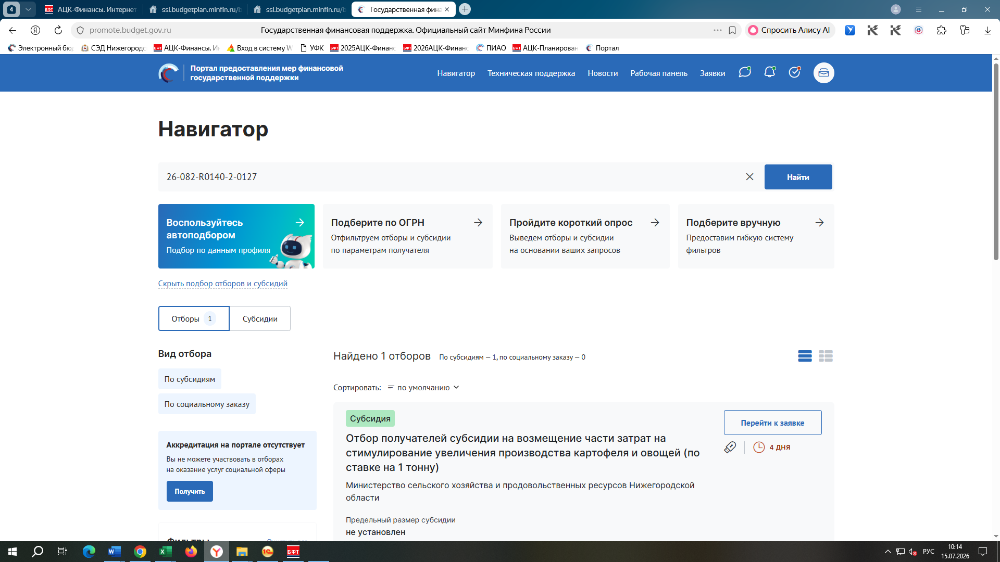 4
АЦК-Финансы. Интернет
ssl.budgetplan.minfin.ru/b
ssl.budgetplan.minfin.ru/b
Государственная фина
promote.budget.gov.ru
Государственная финансовая поддержка. Официальный сайт Минфина России
Спросить Алису AI
Электронный бюд
СЭД Нижегородс
АЦК-Финансы. И
Вход в систему W
УФК
2025АЦК-Финанс
2026АЦК-Финанс
ПИАО
АЦК-Планирован
Портал
Портал предоставления мер финансовой
государственной поддержки
Навигатор
Техническая поддержка
Новости
Рабочая панель
Заявки
Навигатор
26-082-R0140-2-0127
Найти
Воспользуйтесь
автоподбором
Подбор по данным профиля
Подберите по ОГРН
Отфильтруем отборы и субсидии
по параметрам получателя
Пройдите короткий опрос
Выведем отборы и субсидии
на основании ваших запросов
Подберите вручную
Предоставим гибкую систему
фильтров
Скрыть подбор отборов и субсидий
Отборы 1
Субсидии
Вид отбора
По субсидиям
По социальному заказу
Аккредитация на портале отсутствует
Вы не можете участвовать в отборах
на оказание услуг социальной сферы
Получить
Фильтры
Очистить все
Найдено 1 отборов
По субсидиям — 1, по социальному заказу — 0
Сортировать: по умолчанию
Субсидия
Отбор получателей субсидии на возмещение части затрат на
стимулирование увеличения производства картофеля и овощей (по
ставке на 1 тонну)
Министерство сельского хозяйства и продовольственных ресурсов Нижегородской
области
Предельный размер субсидии
не установлен
Перейти к заявке
4 ДНЯ
БФТ
РУС
10:14
15.07.2026